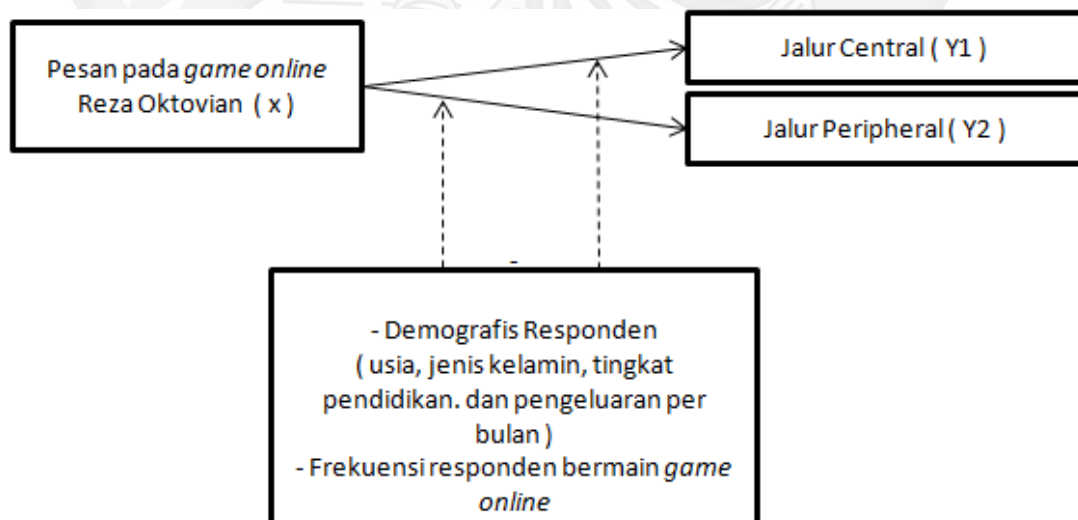 Pesan pada game online
Reza Oktovian ( x )
Jalur Central ( Y1 )
Jalur Peripheral ( Y2 )
-
- Demografis Responden
( usia, jenis kelamin, tingkat
pendidikan. dan pengeluaran per
bulan )
- Frekuensi responden bermain game
online